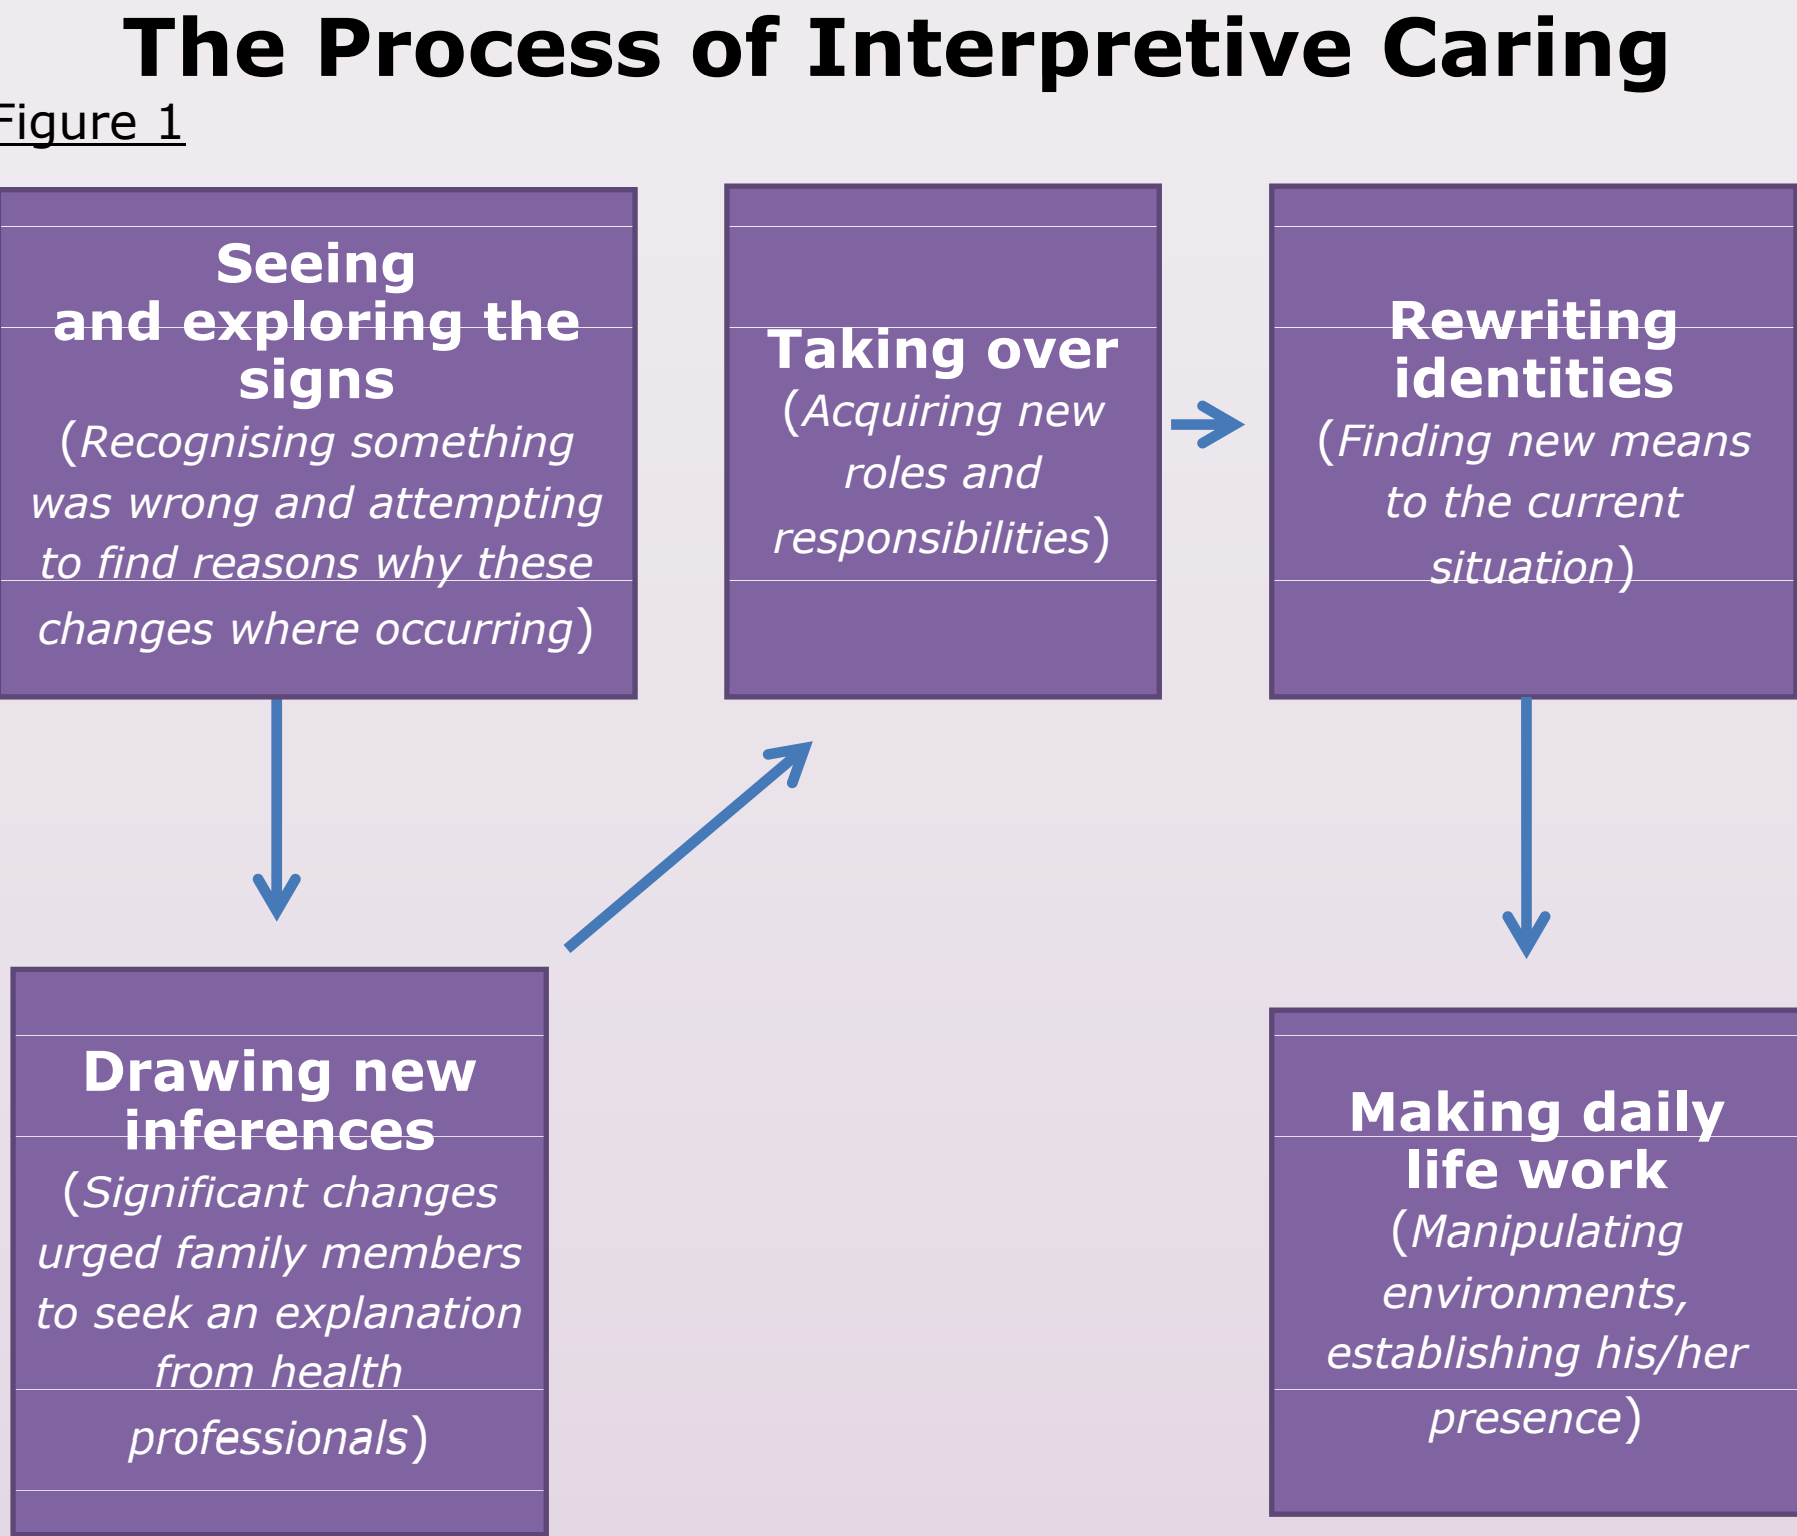 The Process of Interpretive Caring
Figure 1
Seeing
and exploring the
signs
(Recognising something
was wrong and attempting
to find reasons why these
changes where occurring)
Taking over
(Acquiring new
roles and
responsibilities)
Rewriting
identities
(Finding new means
to the current
situation)
Drawing new
inferences
(Significant changes
urged family members
to seek an explanation
from health
professionals)
Making daily
life work
(Manipulating
environments,
establishing his/her
presence)